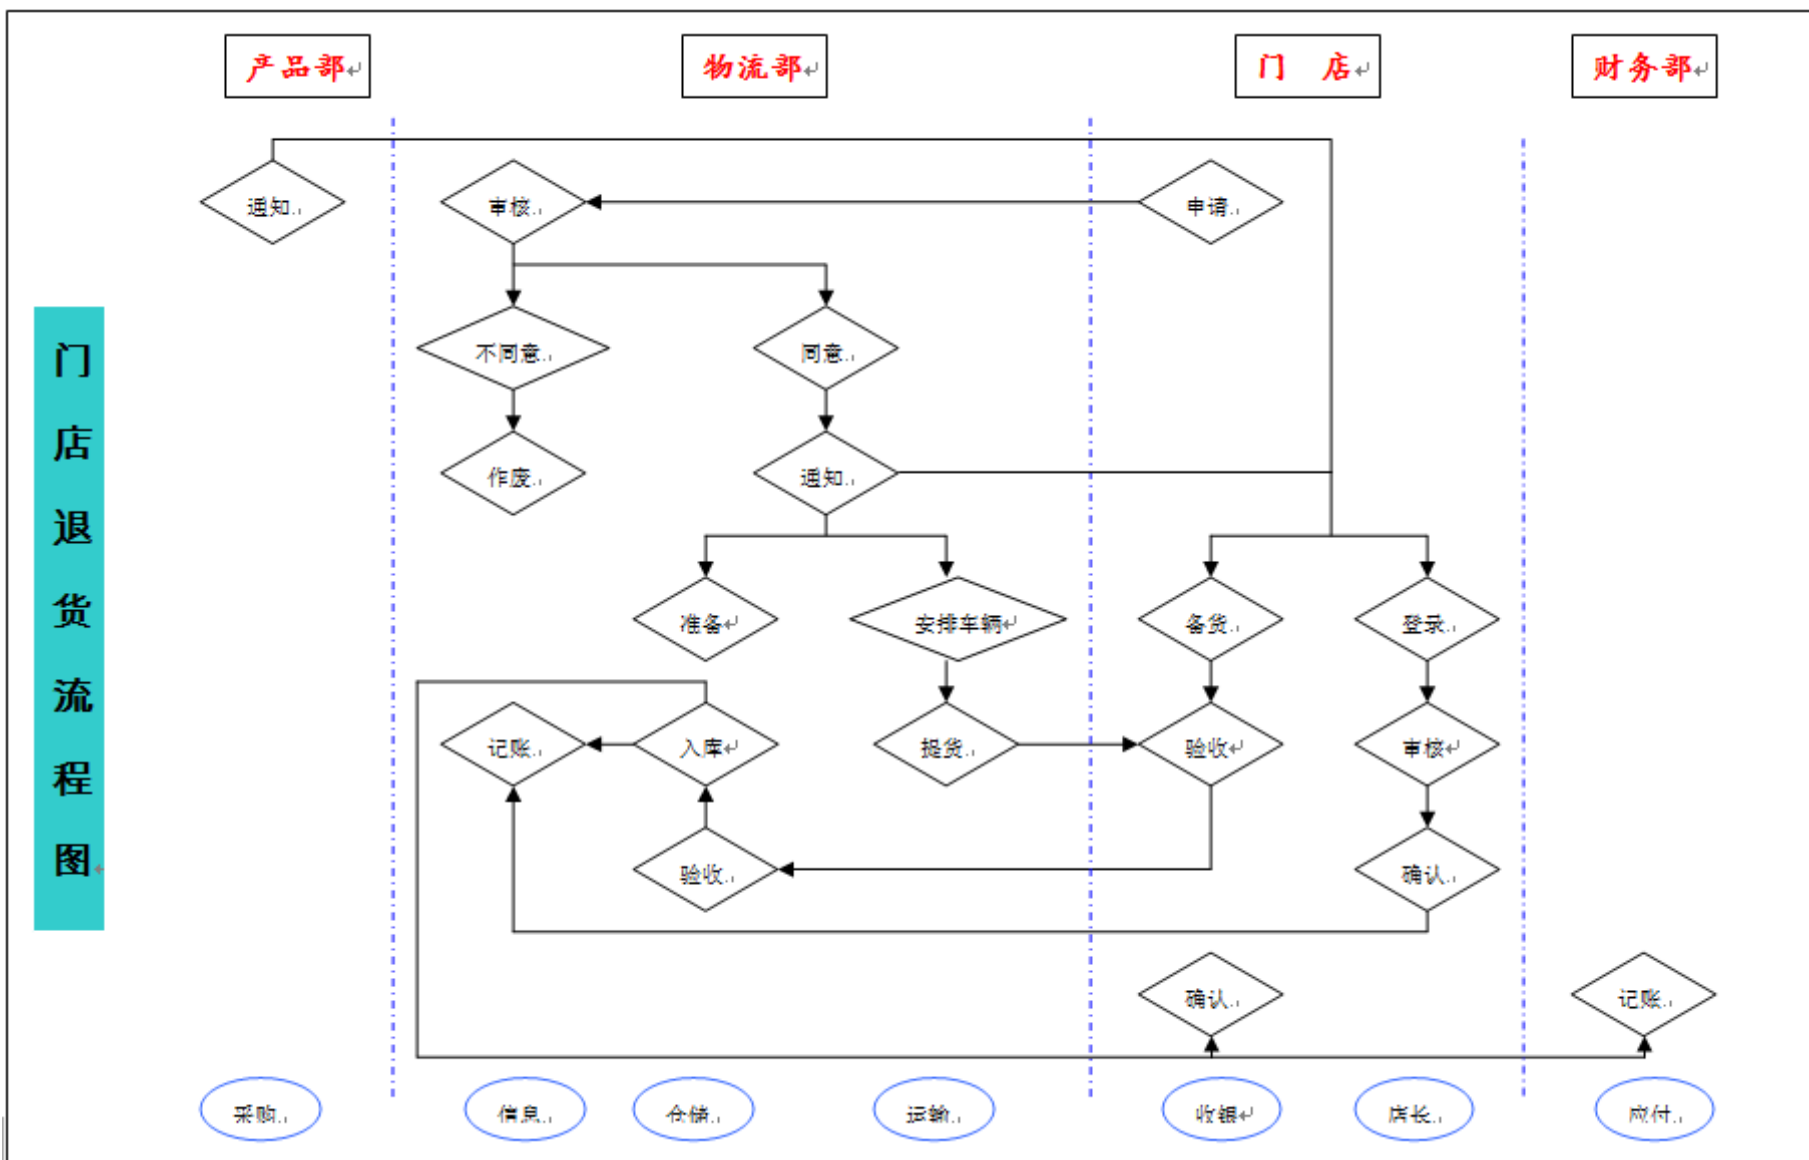 产品部
物流部
门 店
财务部
通知
审核
申请
门店退货流程图
不同意
同意
作废
通知
准备
安排车辆
备货
登录
记账
入库
提货
验收
审核
验收
确认
确认
记账
采购
信息
仓储
运输
收银
店长
应付